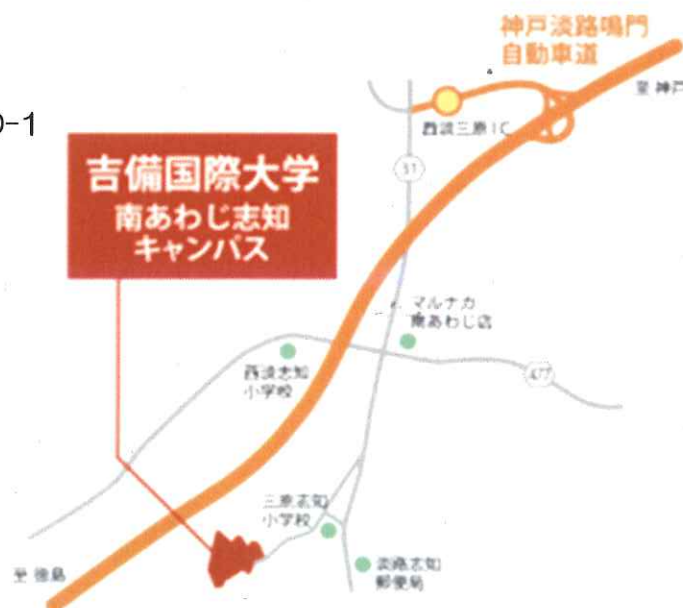 神戸淡路鳴門
自動車道
至 神戸
西淡三原IC
0-1
31
吉備国際大学
南あわじ志知
キャンパス
マルナカ
南あわじ店
西淡志知
小学校
477
三原志知
小学校
淡路志知
郵便局
至 徳島